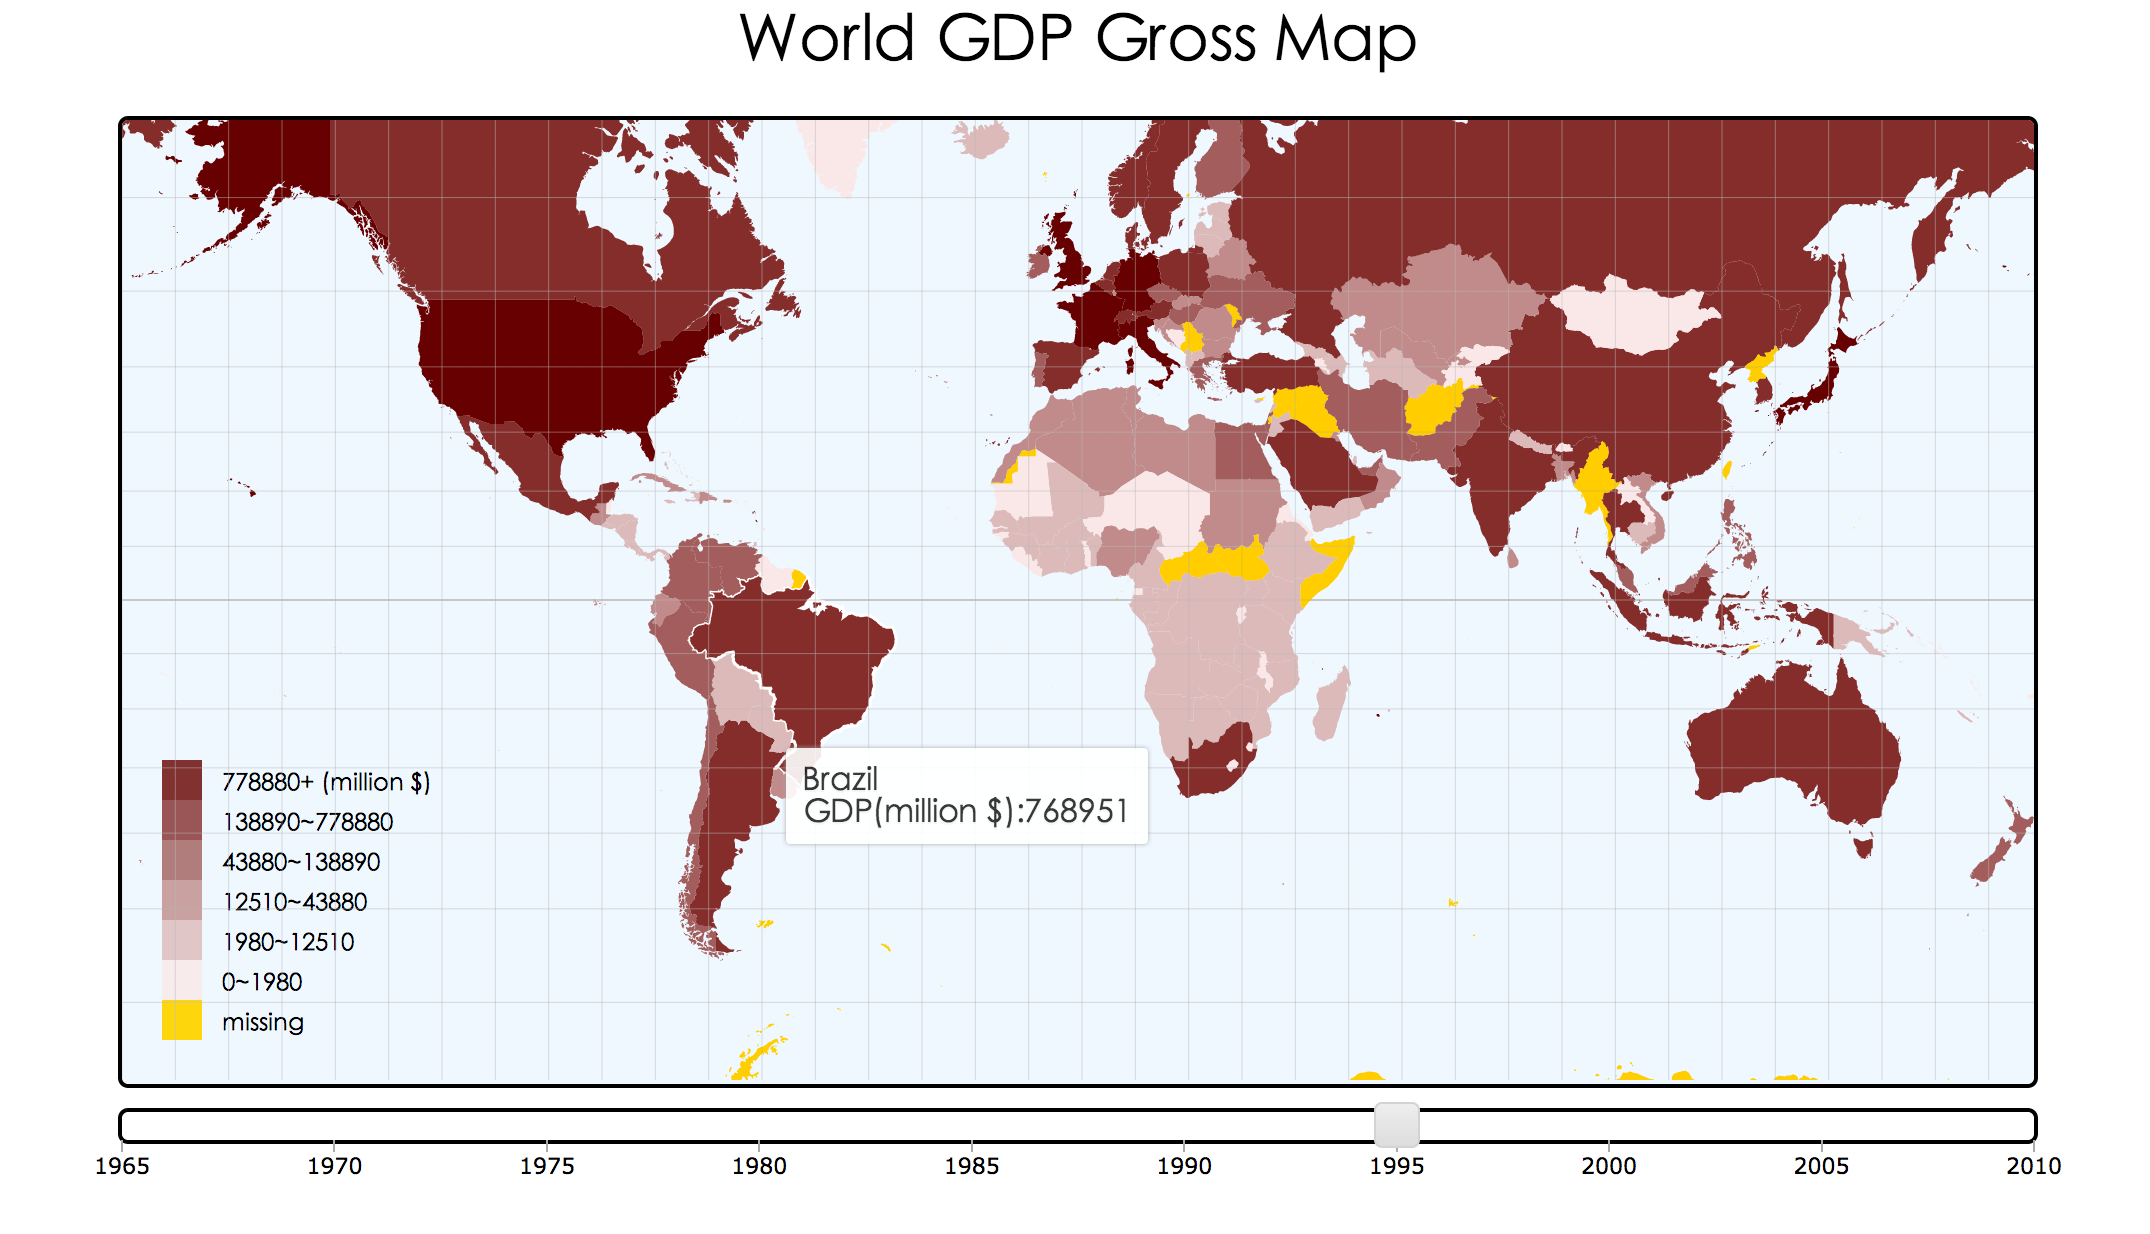 World GDP Gross Map
Brazil
GDP(million $):768951
778880+ (million $)
138890~778880
43880~138890
12510~43880
1980~12510
0~1980
missing
1965 1970 1975 1980 1985 1990 1995 2000 2005 2010